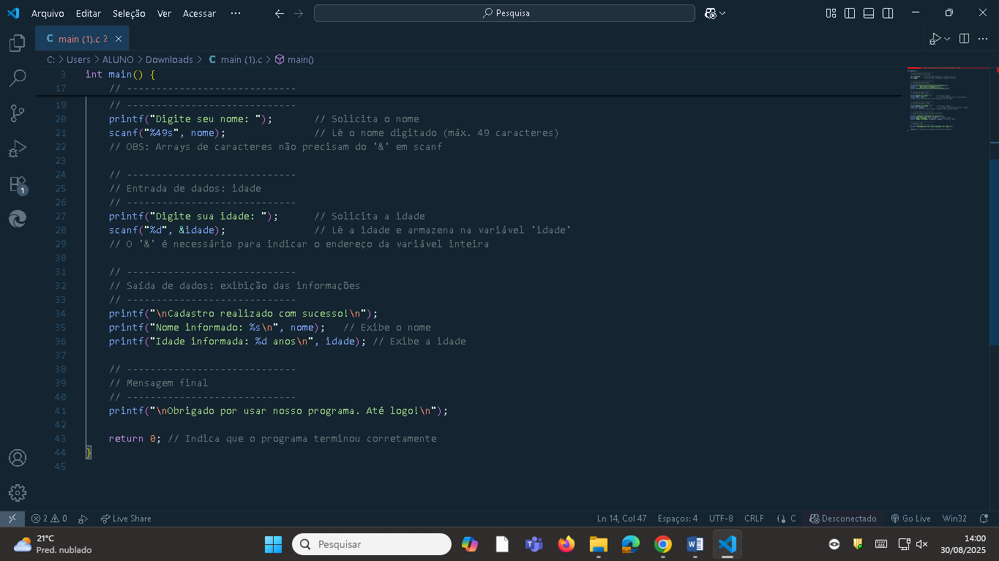 Arquivo Editar Seleção Ver Acessar ··· Pesquisa
C main (1).c 2
C: > Users > ALUNO > Downloads > C main (1).c > main()
3 int main() {
17 // -----------------------------
19 // -----------------------------
20 printf("Digite seu nome: "); // Solicita o nome
21 scanf("%49s", nome); // Lê o nome digitado (máx. 49 caracteres)
22 // OBS: Arrays de caracteres não precisam do '&' em scanf
23
24 // -----------------------------
25 // Entrada de dados: idade
26 // -----------------------------
27 printf("Digite sua idade: "); // Solicita a idade
28 scanf("%d", &idade); // Lê a idade e armazena na variável 'idade'
29 // O '&' é necessário para indicar o endereço da variável inteira
30
31 // -----------------------------
32 // Saída de dados: exibição das informações
33 // -----------------------------
34 printf("\nCadastro realizado com sucesso!\n");
35 printf("Nome informado: %s\n", nome); // Exibe o nome
36 printf("Idade informada: %d anos\n", idade); // Exibe a idade
37
38 // -----------------------------
39 // Mensagem final
40 // -----------------------------
41 printf("\nObrigado por usar nosso programa. Até logo!\n");
42
43 return 0; // Indica que o programa terminou corretamente
44 }
45
1
2 0 Live Share Ln 14, Col 47 Espaços: 4 UTF-8 CRLF C Desconectado Go Live Win32
21°C
Pred. nublado
Pesquisar
14:00
30/08/2025